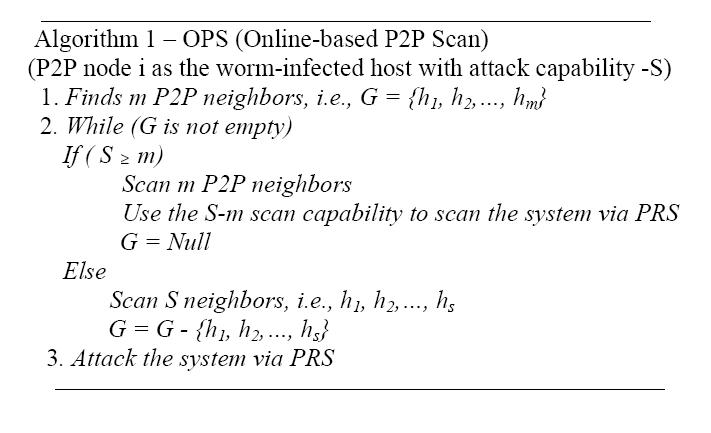 Algorithm 1 – OPS (Online-based P2P Scan)
(P2P node i as the worm-infected host with attack capability -S)
1. Finds m P2P neighbors, i.e., G = {h1, h2,..., hm}
2. While (G is not empty)
If ( S ≥ m)
Scan m P2P neighbors
Use the S-m scan capability to scan the system via PRS
G = Null
Else
Scan S neighbors, i.e., h1, h2,..., hs
G = G - {h1, h2,..., hs}
3. Attack the system via PRS